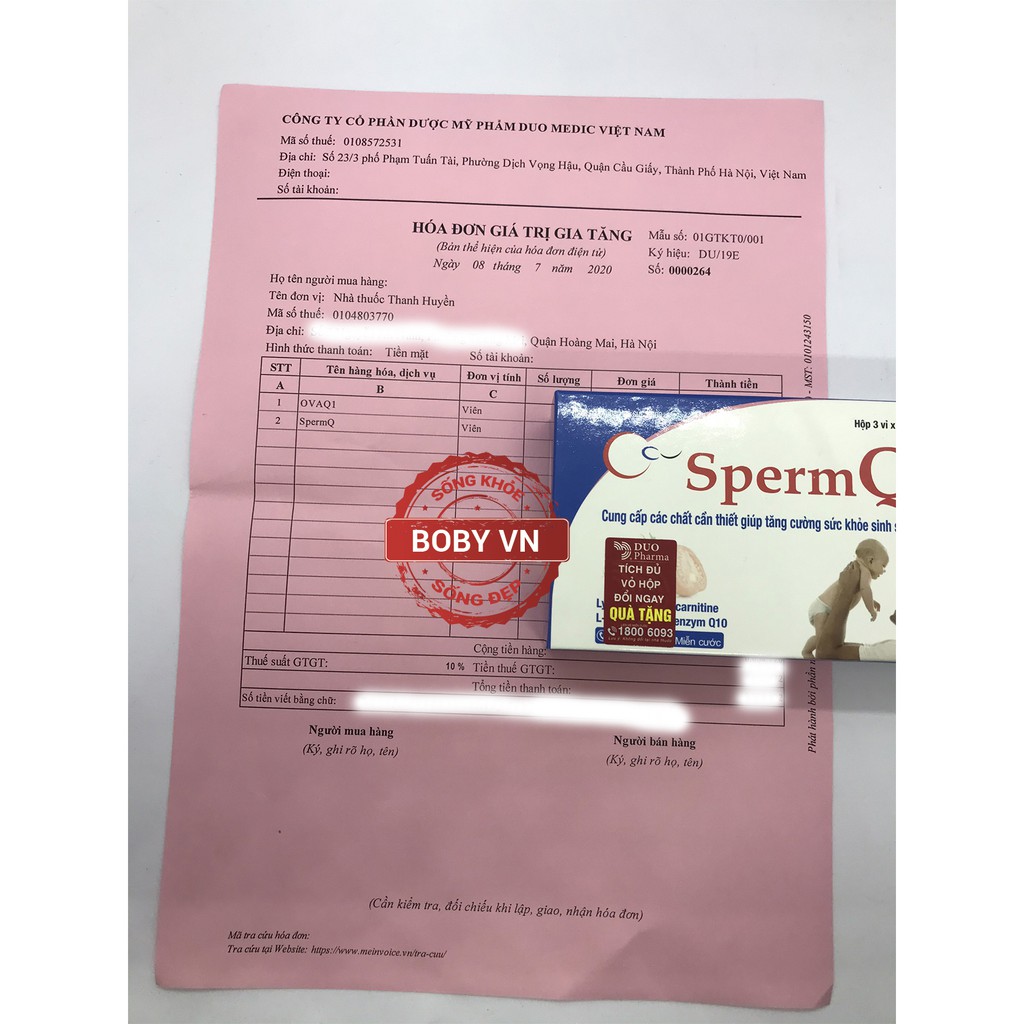 CÔNG TY CỔ PHẦN DƯỢC MỸ PHẨM DUO MEDIC VIỆT NAM
Mã số thuế: 0108572531
Địa chỉ: Số 23/3 phố Phạm Tuấn Tài, Phường Dịch Vọng Hậu, Quận Cầu Giấy, Thành Phố Hà Nội, Việt Nam
Điện thoại:
Số tài khoản:
HÓA ĐƠN GIÁ TRỊ GIA TĂNG
(Bản thể hiện của hóa đơn điện tử)
Ngày 08 tháng 7 năm 2020
Mẫu số: 01GTKT0/001
Ký hiệu: DU/19E
Số: 0000264
Họ tên người mua hàng:
Tên đơn vị: Nhà thuốc Thanh Huyền
Mã số thuế: 0104803770
Địa chỉ: , Quận Hoàng Mai, Hà Nội
Hình thức thanh toán: Tiền mặt Số tài khoản:
STT Tên hàng hóa, dịch vụ Đơn vị tính Số lượng Đơn giá Thành tiền
A B C
1 OVAQ1 Viên
2 SpermQ Viên
SỐNG KHỎE
BOBY VN
SỐNG ĐẸP
Hộp 3 vỉ x
SpermQ
Cung cấp các chất cần thiết giúp tăng cường sức khỏe sinh
DUO
Pharma
TÍCH ĐỦ
VỎ HỘP
ĐỔI NGAY
QUÀ TẶNG
1800 6093
carnitine
Q10
Miễn cước
Cộng tiền hàng:
Thuế suất GTGT: 10 % Tiền thuế GTGT:
Tổng tiền thanh toán:
Số tiền viết bằng chữ:
Người mua hàng
(Ký, ghi rõ họ, tên)
Người bán hàng
(Ký, ghi rõ họ, tên)
(Cần kiểm tra, đối chiếu khi lập, giao, nhận hóa đơn)
Mã tra cứu hóa đơn:
Tra cứu tại Website: https://www.meinvoice.vn/tra-cuu/
Phát hành bởi phần
- MST: 0101243150